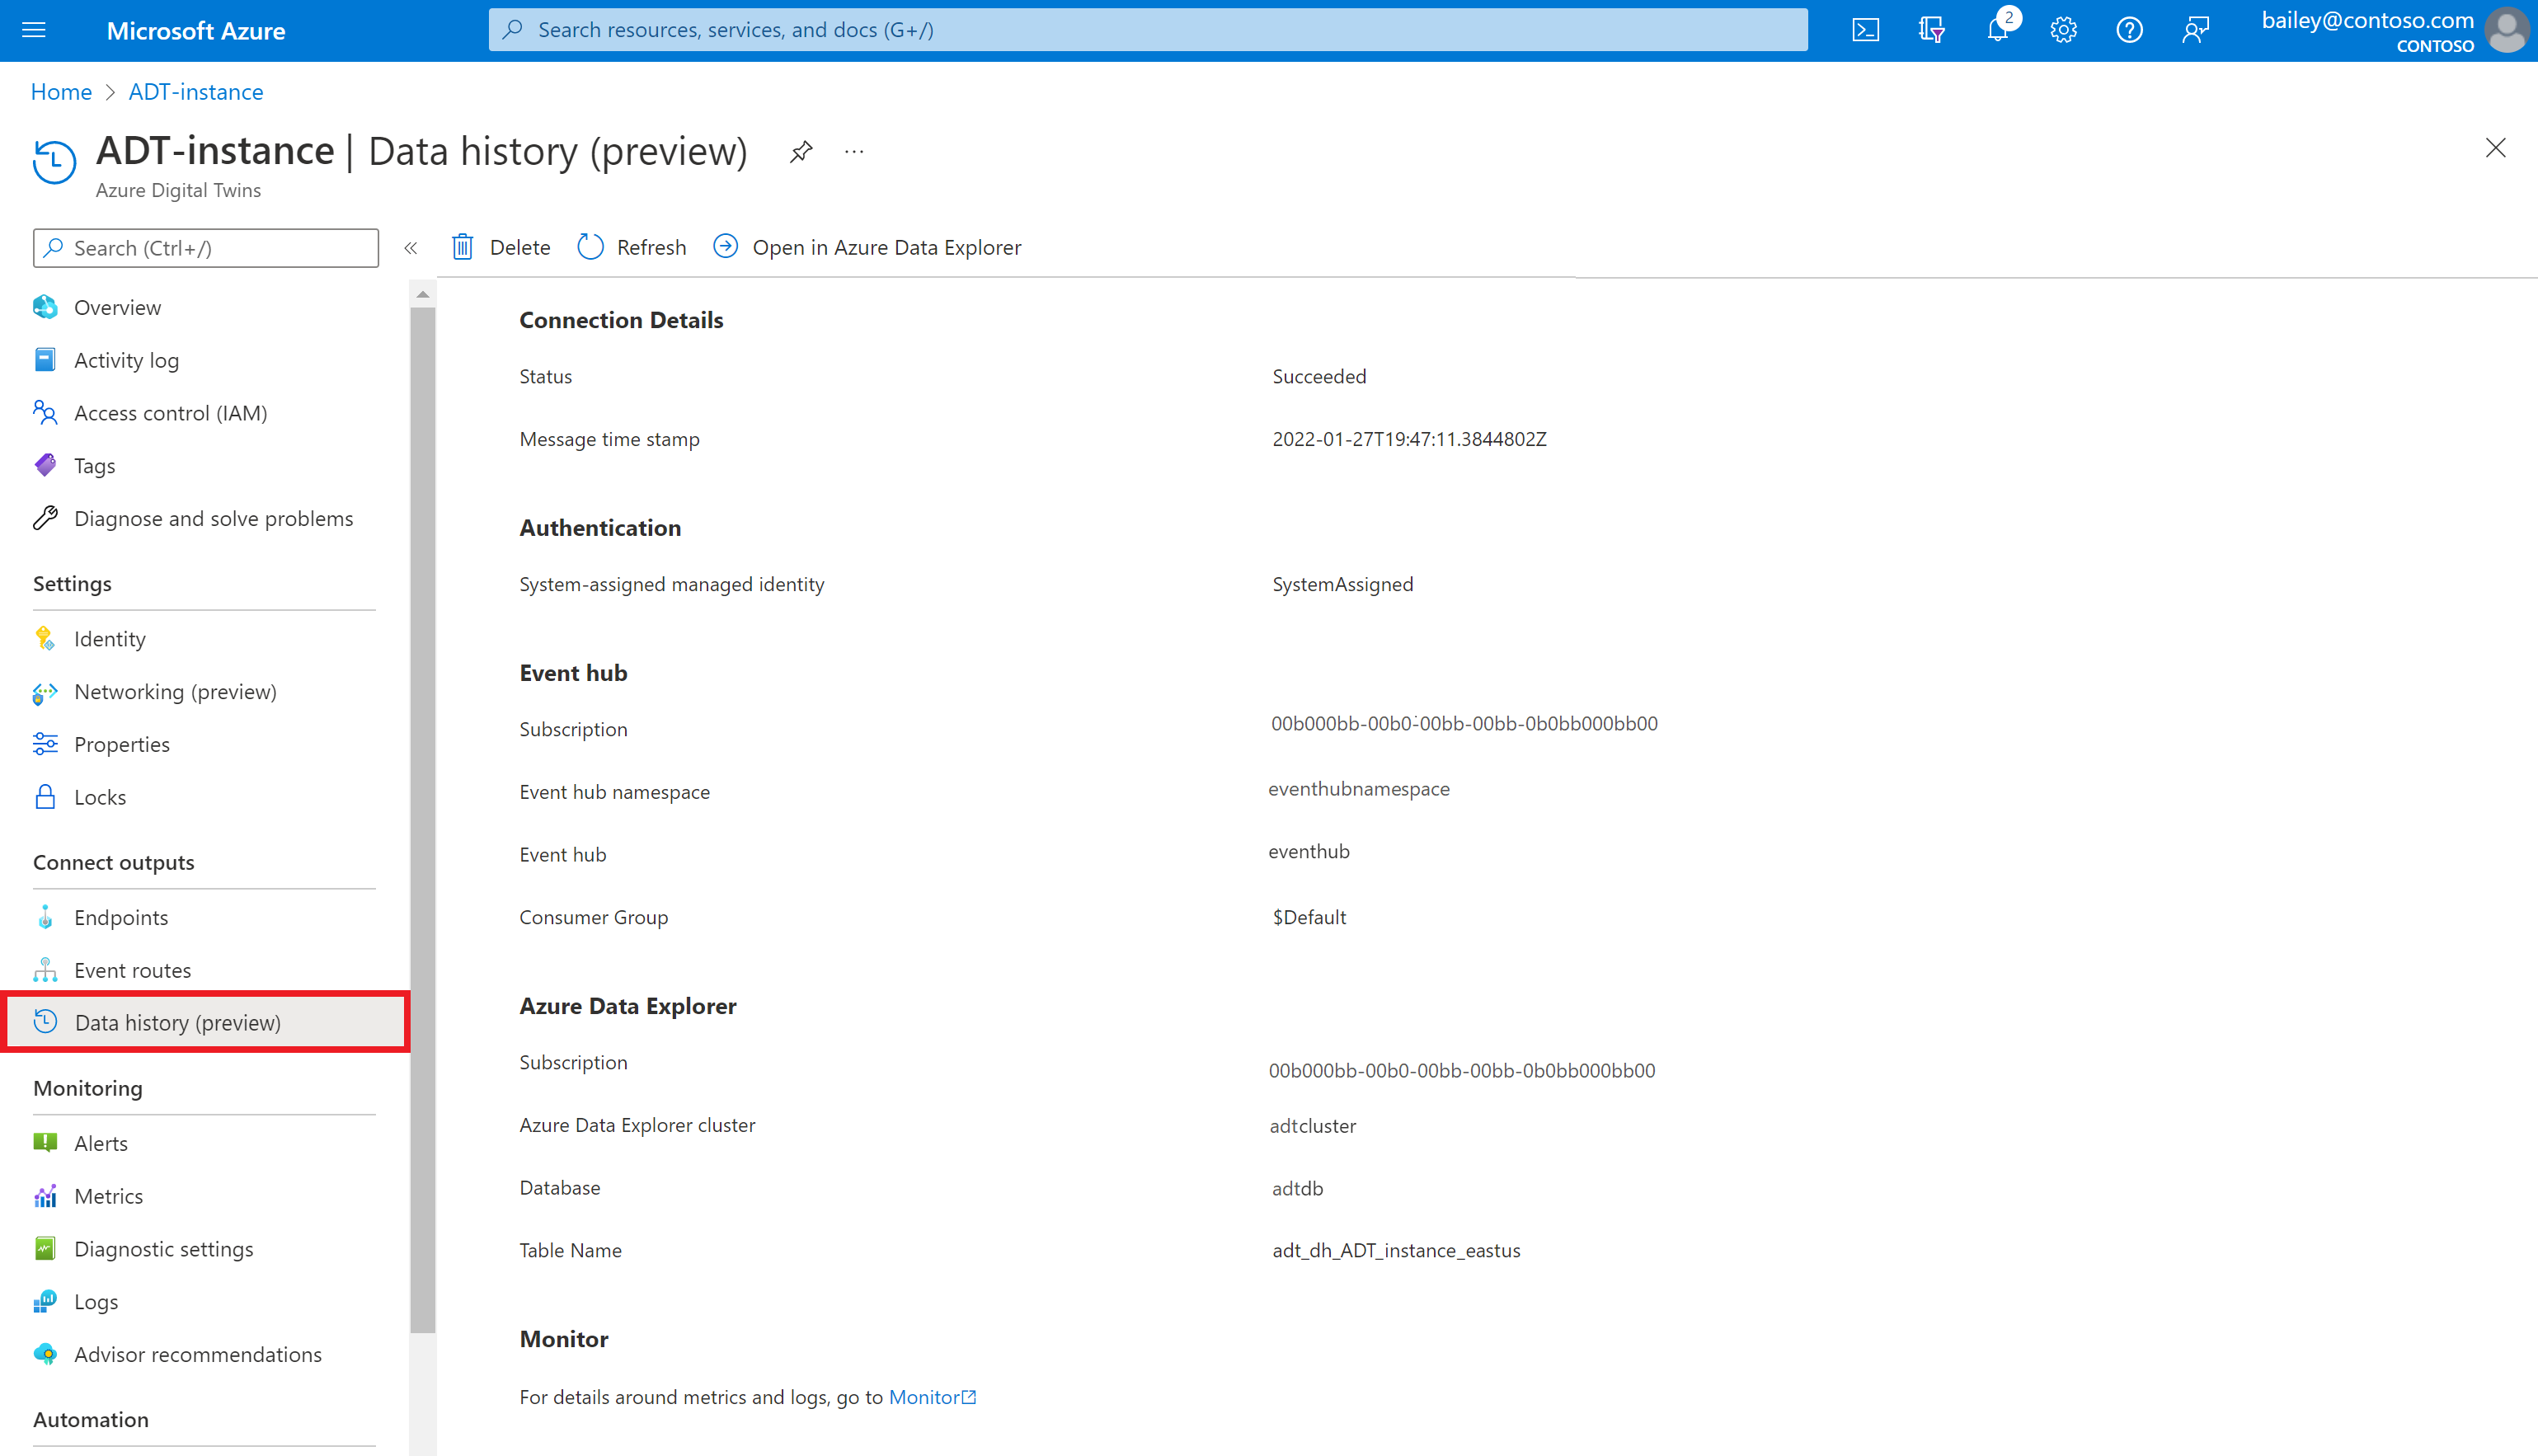 Microsoft Azure
Search resources, services, and docs (G+/)
2
bailey@contoso.com
CONTOSO
Home > ADT-instance
ADT-instance | Data history (preview) ...
Azure Digital Twins
Search (Ctrl+/)
«
Delete
Refresh
Open in Azure Data Explorer
Overview
Activity log
Access control (IAM)
Tags
Diagnose and solve problems
Settings
Identity
Networking (preview)
Properties
Locks
Connect outputs
Endpoints
Event routes
Data history (preview)
Monitoring
Alerts
Metrics
Diagnostic settings
Logs
Advisor recommendations
Automation
Connection Details
Status Succeeded
Message time stamp 2022-01-27T19:47:11.3844802Z
Authentication
System-assigned managed identity SystemAssigned
Event hub
Subscription 00b000bb-00b0-00bb-00bb-0b0bb000bb00
Event hub namespace eventhubnamespace
Event hub eventhub
Consumer Group $Default
Azure Data Explorer
Subscription 00b000bb-00b0-00bb-00bb-0b0bb000bb00
Azure Data Explorer cluster adtcluster
Database adtdb
Table Name adt_dh_ADT_instance_eastus
Monitor
For details around metrics and logs, go to Monitor